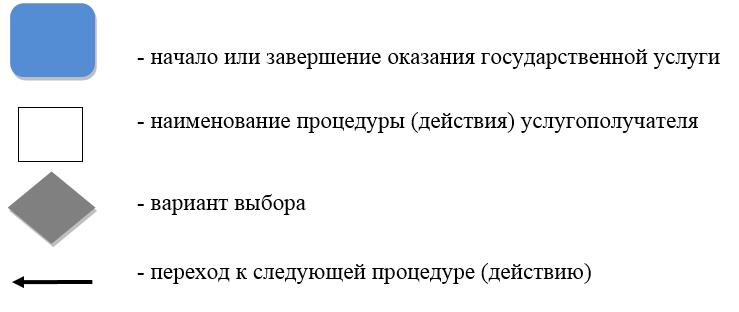 - начало или завершение оказания государственной услуги
- наименование процедуры (действия) услугополучателя
- вариант выбора
- переход к следующей процедуре (действию)